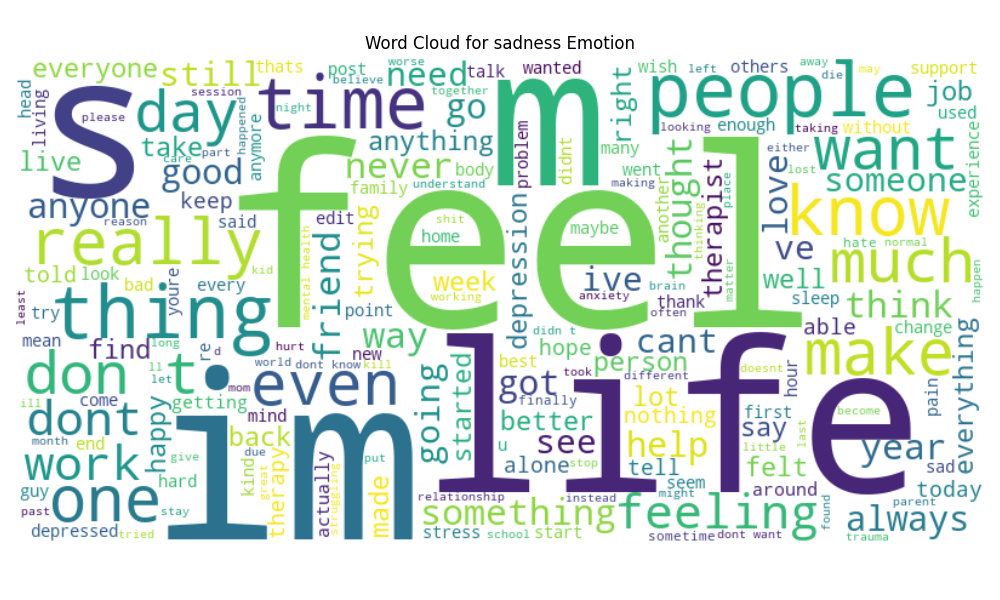 Word Cloud for sadness Emotion
everyone still thats post worse need talk wanted wish left others away die may support
believe together
head living please session day happened night time go m right people job
looking enough taking without used
s take care part anymore anything problem didnt many either want
live good never body went another thought therapist place love lost someone experience
keep family understand making
anyone reason said feel edit trying shit home maybe know
really friend depression thinking ve hate normal much
told look bad youre every kid mental health week working ive anxiety thank often brain matter well sleep think happen
least try thing point
mean find long re d hurt way new didn t hope cant person able change
don ll t world dont know kill best took different doesnt make everything pain
let mom even going started got finally lot hour
ill come getting mind u better nothing first little last become
dont happy back see help say year
month end due kind great alone stop tell felt sad
work hard give therapy actually struggling put made seem
guy one im life relationship instead might around today
past stay something feeling found parent always
depressed tried stress school start sometime dont want trauma